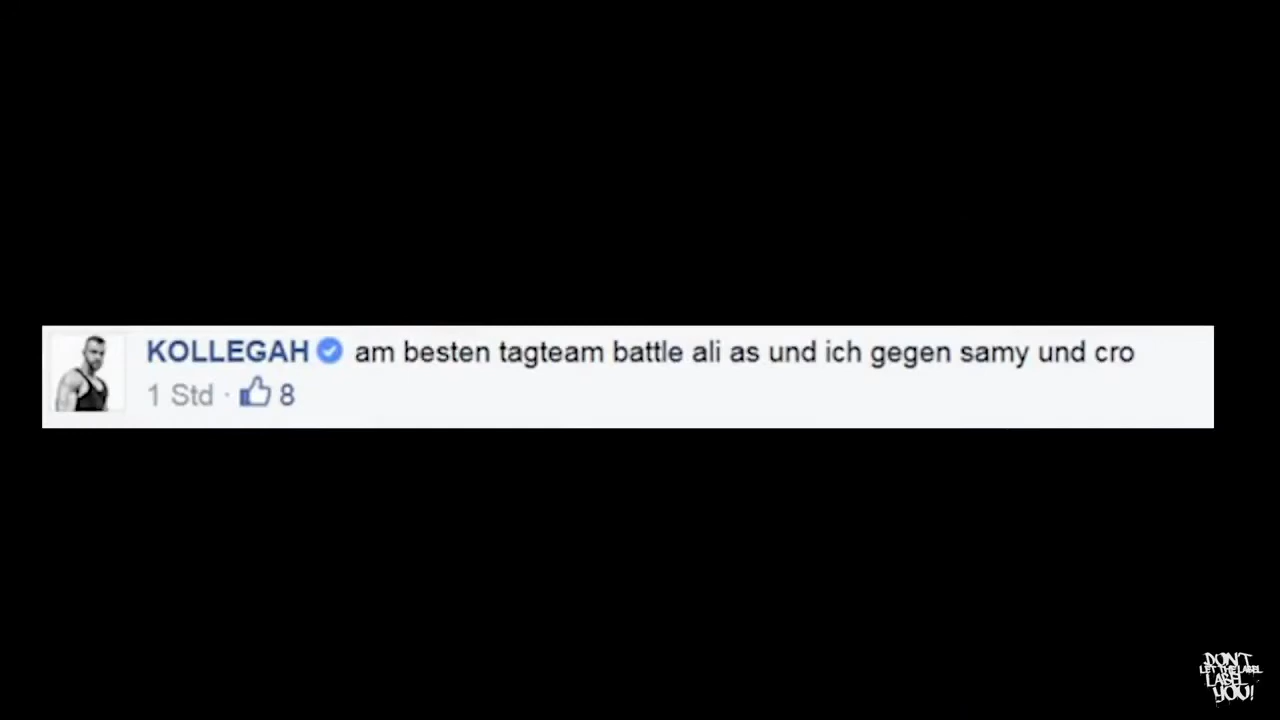 KOLLEGAH am besten tagteam battle ali as und ich gegen samy und cro
1 Std · 8
DON'T
LET THE LABEL
LABEL
YOU!